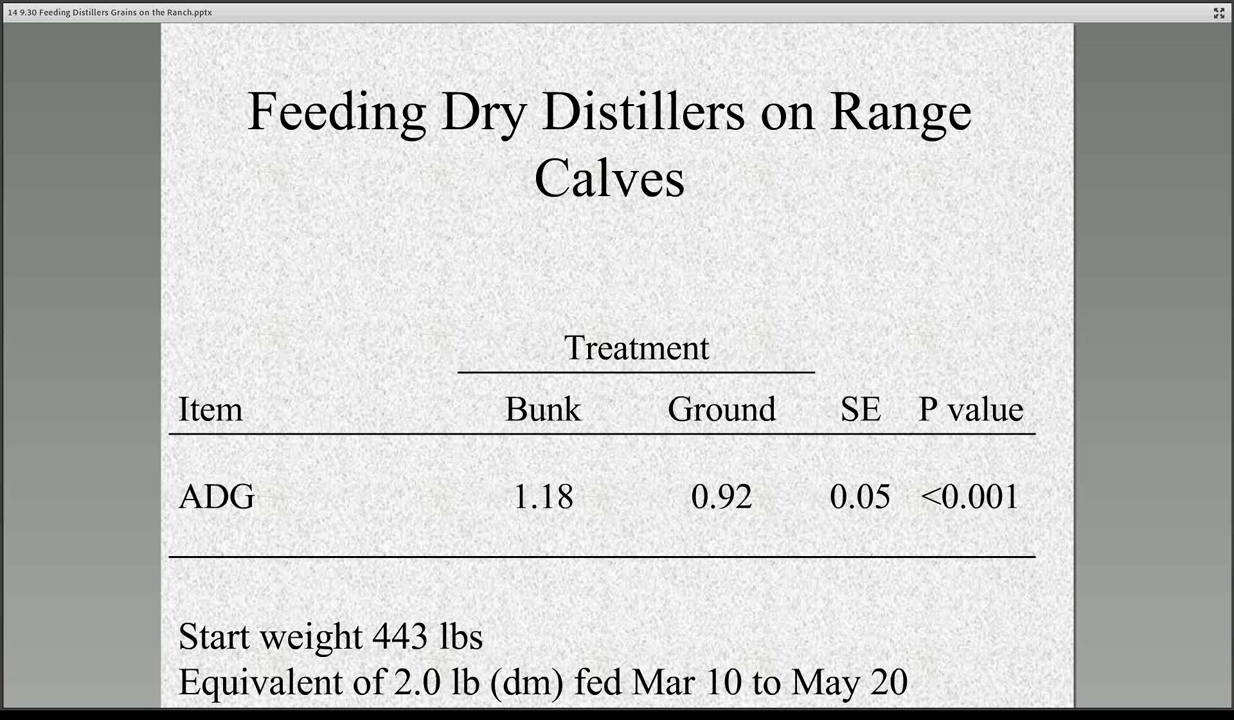 14 9.30 Feeding Distillers Grains on the Ranch.pptx
Feeding Dry Distillers on Range
Calves
Treatment
Item Bunk Ground SE P value
ADG 1.18 0.92 0.05 <0.001
Start weight 443 lbs
Equivalent of 2.0 lb (dm) fed Mar 10 to May 20